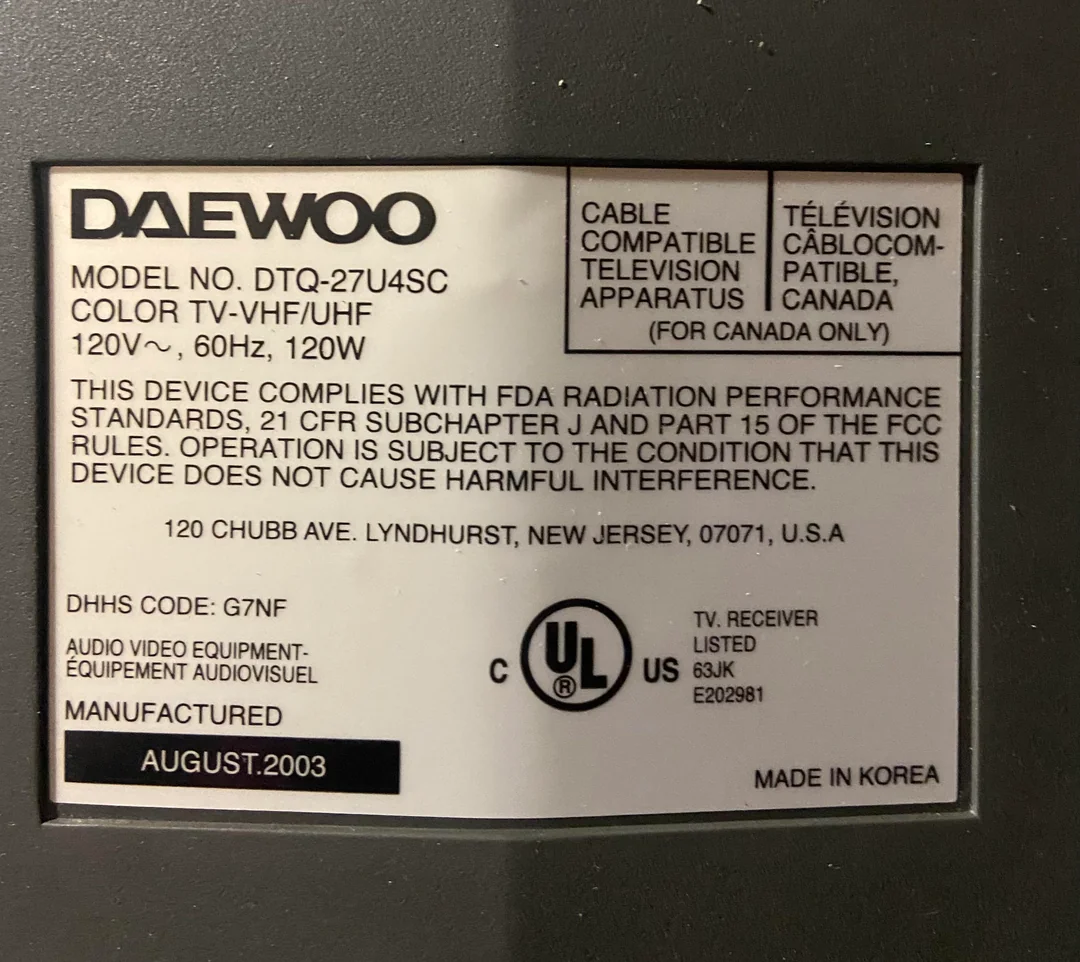 DAEWOO
MODEL NO. DTQ-27U4SC
COLOR TV-VHF/UHF
120V～, 60Hz, 120W
CABLE
COMPATIBLE
TELEVISION
APPARATUS
TÉLÉVISION
CÂBLOCOM-
PATIBLE,
CANADA
(FOR CANADA ONLY)
THIS DEVICE COMPLIES WITH FDA RADIATION PERFORMANCE
STANDARDS, 21 CFR SUBCHAPTER J AND PART 15 OF THE FCC
RULES. OPERATION IS SUBJECT TO THE CONDITION THAT THIS
DEVICE DOES NOT CAUSE HARMFUL INTERFERENCE.
120 CHUBB AVE. LYNDHURST, NEW JERSEY, 07071, U.S.A
DHHS CODE: G7NF
AUDIO VIDEO EQUIPMENT-
ÉQUIPEMENT AUDIOVISUEL
MANUFACTURED
AUGUST.2003
C UL® US
TV. RECEIVER
LISTED
63JK
E202981
MADE IN KOREA